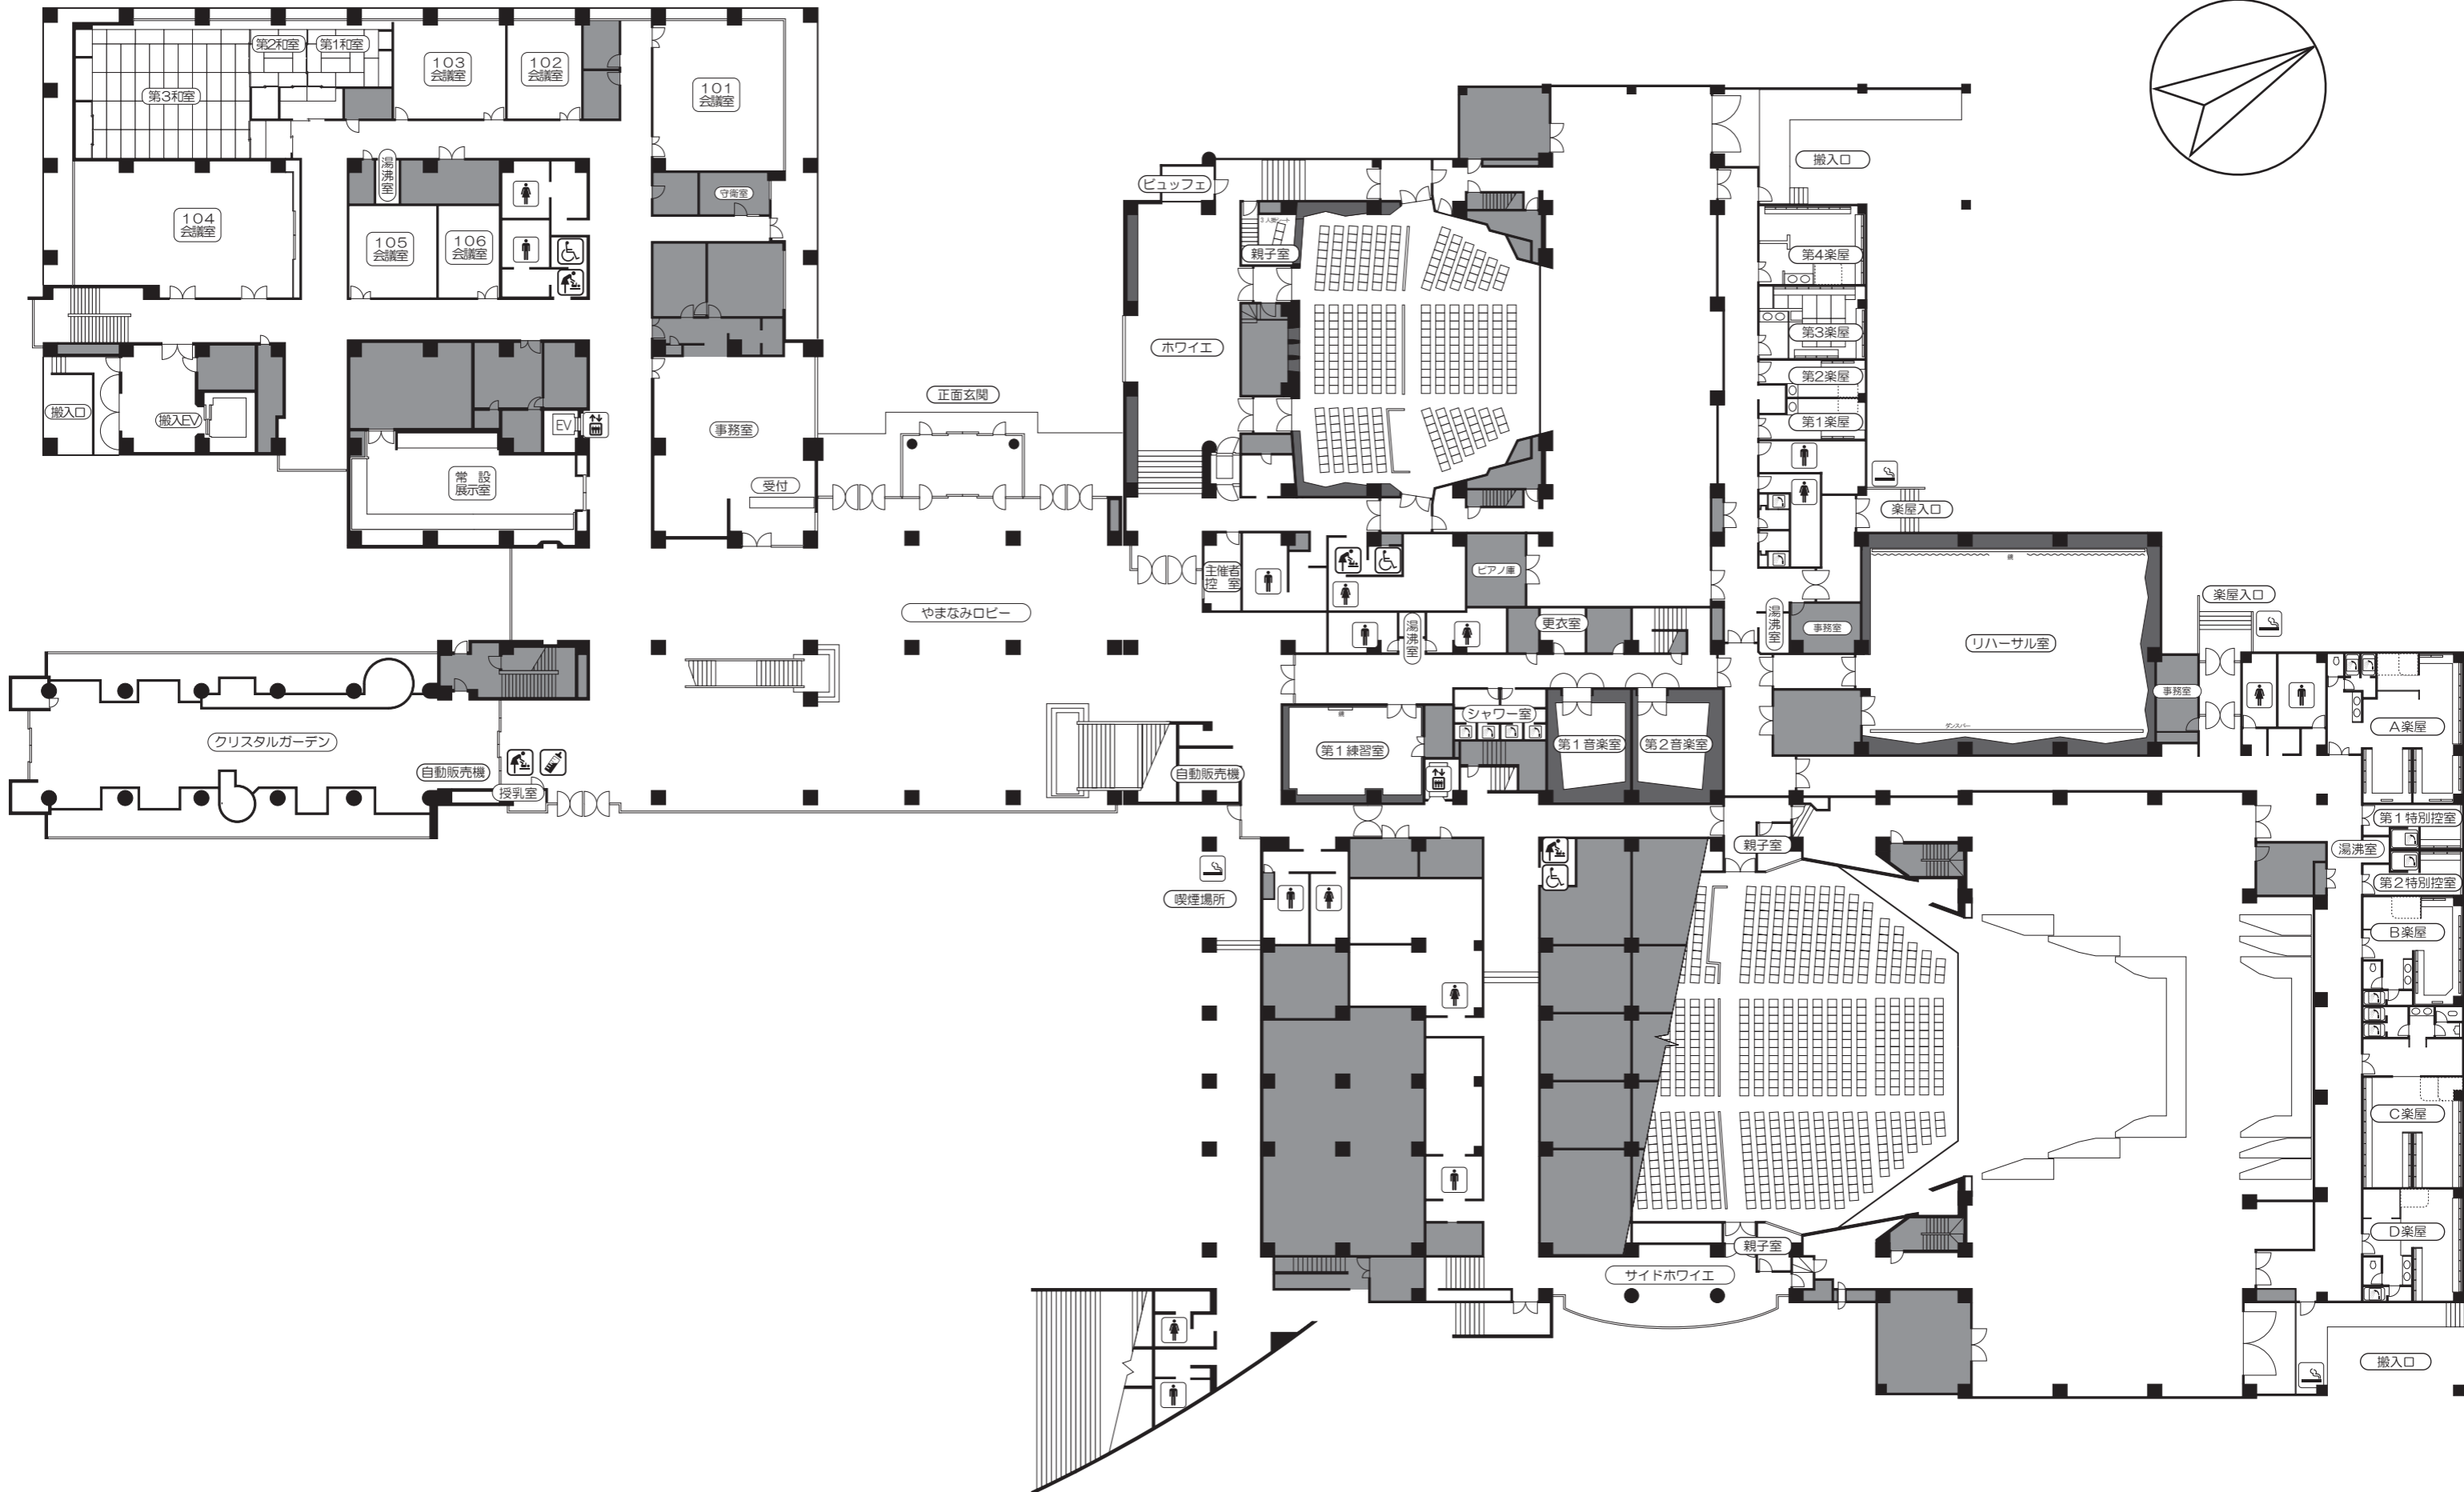 第2和室
第1和室
103
会議室
102
会議室
101
会議室
第3和室
湯沸室
守衛室
104
会議室
105
会議室
106
会議室
搬入口
搬入EV
EV
常設
展示室
事務室
受付
正面玄関
ビュッフェ
親子室
ホワイエ
搬入口
第4楽屋
第3楽屋
第2楽屋
第1楽屋
楽屋入口
主催者
控室
ピアノ庫
更衣室
湯沸室
湯沸室
事務室
鏡
リハーサル室
ダンスバー
楽屋入口
事務室
やまなみロビー
クリスタルガーデン
自動販売機
授乳室
自動販売機
鏡
第1練習室
シャワー室
第1音楽室
第2音楽室
A楽屋
第1特別控室
湯沸室
第2特別控室
B楽屋
C楽屋
D楽屋
親子室
喫煙場所
親子室
サイドホワイエ
搬入口